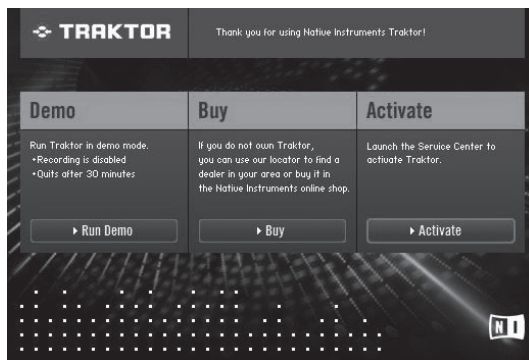 TRAKTOR
Thank you for using Native Instruments Traktor!
Demo
Run Traktor in demo mode.
•Recording is disabled
•Quits after 30 minutes
Run Demo
Buy
If you do not own Traktor,
you can use our locator to find a
dealer in your area or buy it in
the Native Instruments online shop.
Buy
Activate
Launch the Service Center to
activate Traktor.
Activate
NI